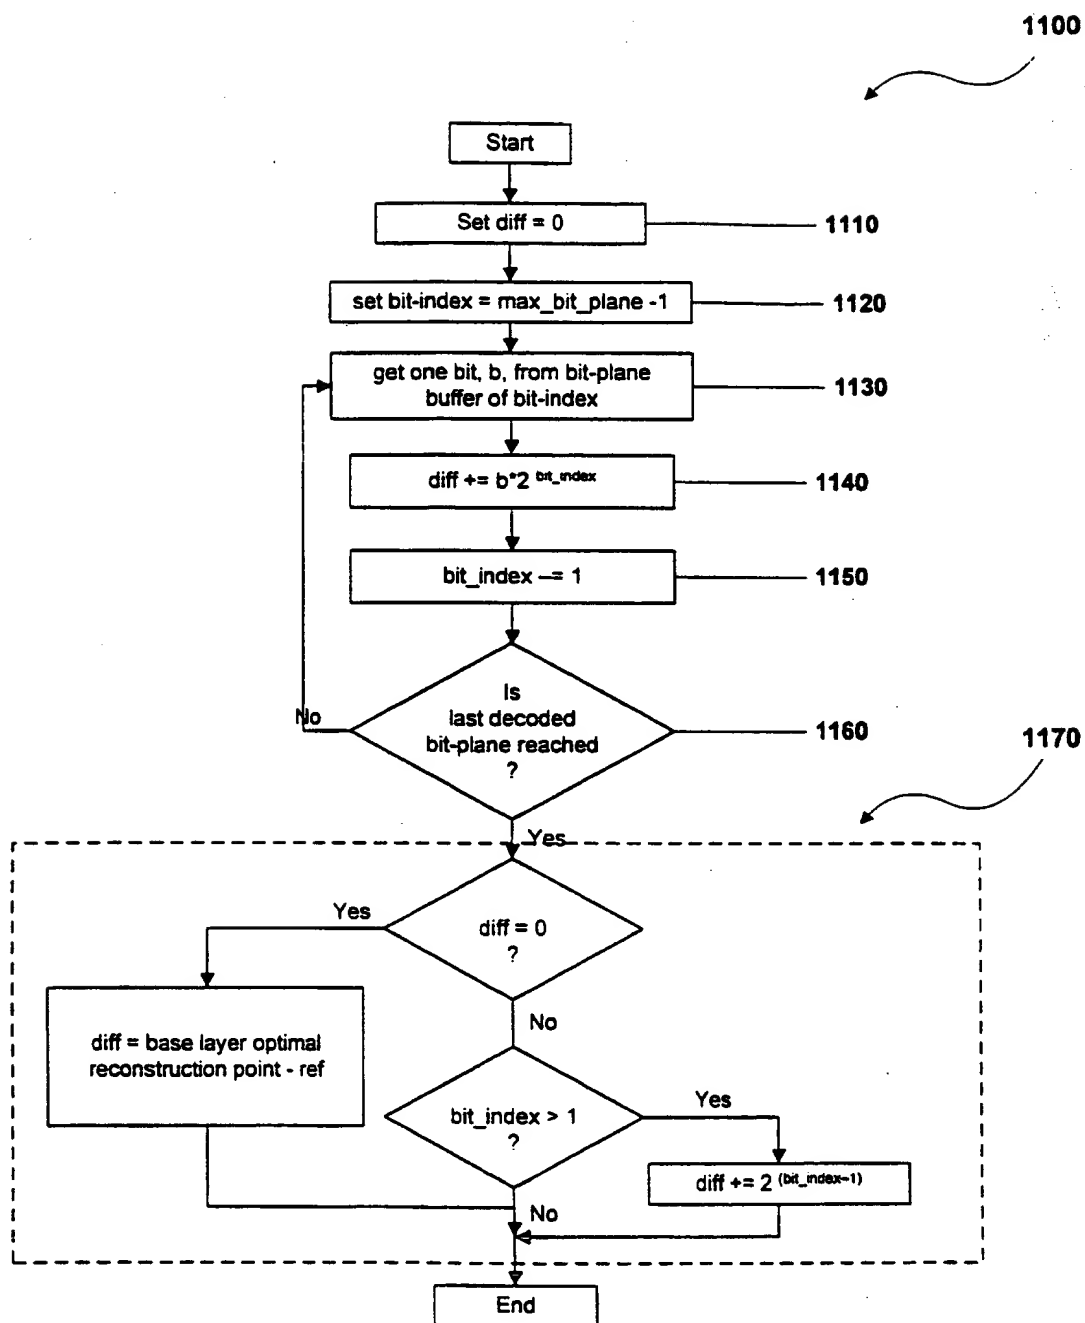 1100
Start
Set diff = 0
1110
set bit-index = max_bit_plane -1
1120
get one bit, b, from bit-plane
buffer of bit-index
1130
diff += b*2 bit_index
1140
bit_index -= 1
1150
Is
last decoded
bit-plane reached
?
No
1160
1170
Yes
diff = 0
?
Yes
No
diff = base layer optimal
reconstruction point - ref
bit_index > 1
?
Yes
diff += 2 (bit_index-1)
No
End